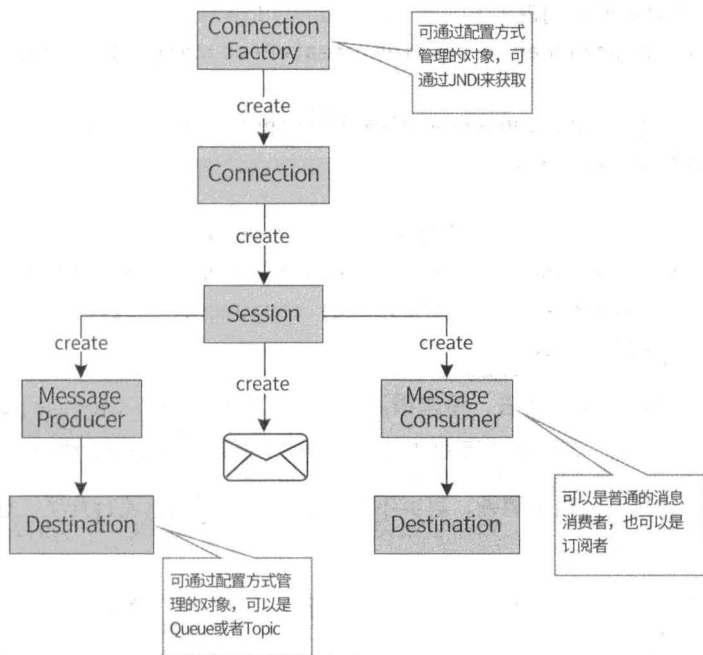 Connection
Factory
可通过配置方式
管理的对象，可
通过JNDI来获取
create
Connection
create
Session
create
create
create
Message
Producer
Message
Consumer
Destination
Destination
可以是普通的消息
消费者，也可以是
订阅者
可通过配置方式管
理的对象，可以是
Queue或者Topic